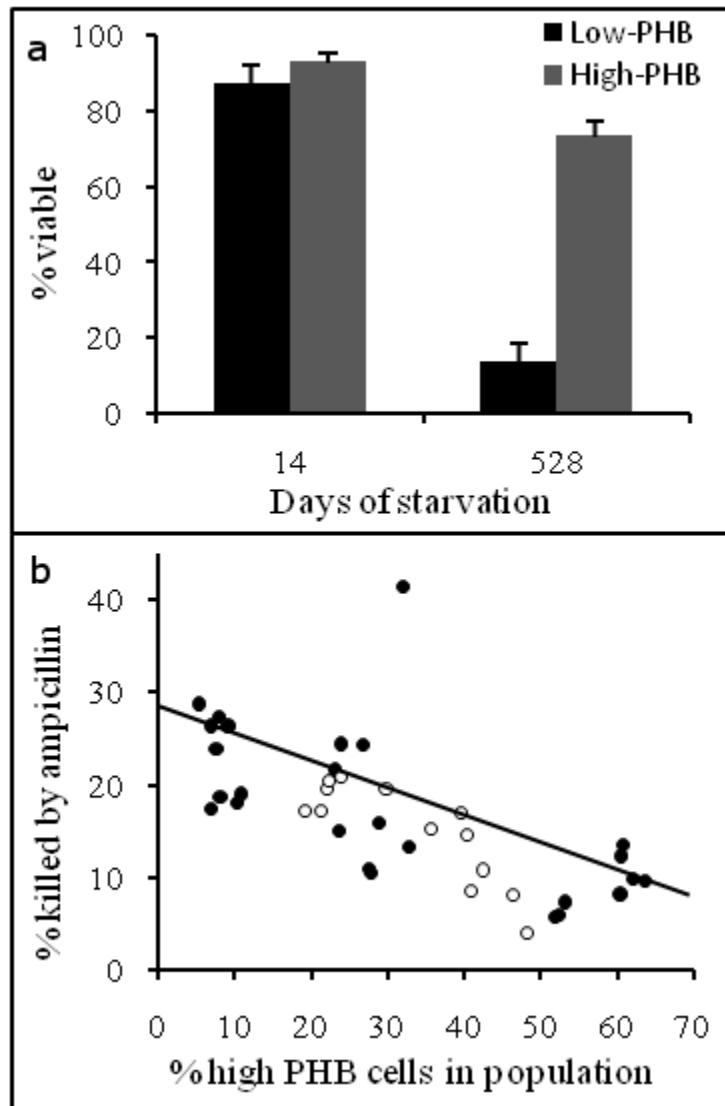 a
Low-PHB
High-PHB
100
80
60
40
20
0
% viable
14
528
Days of starvation
b
40
30
20
10
0
% killed by ampicillin
0 10 20 30 40 50 60 70
% high PHB cells in population